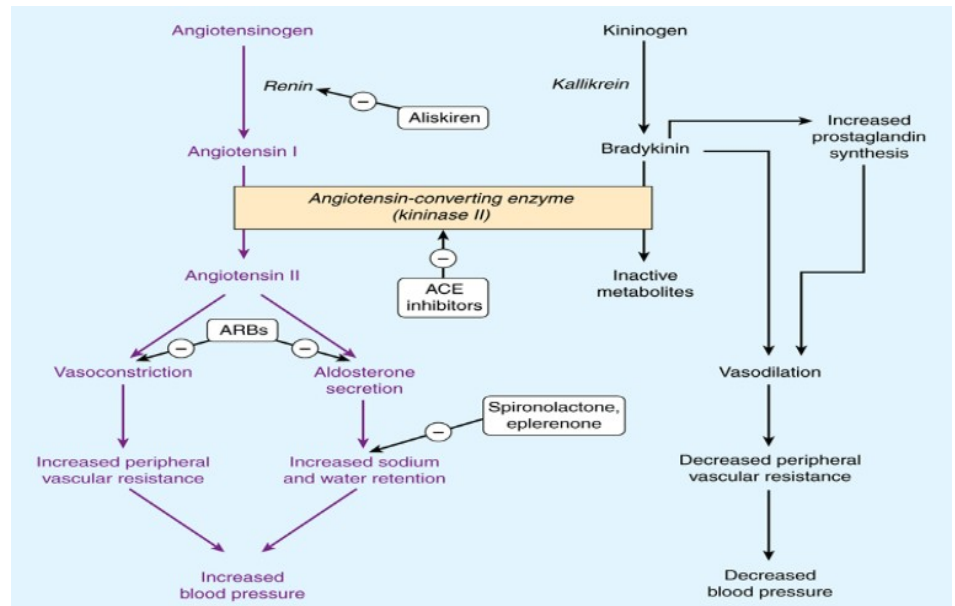 Angiotensinogen
Kininogen
Renin
−
Aliskiren
Kallikrein
Increased
prostaglandin
synthesis
Angiotensin I
Bradykinin
Angiotensin-converting enzyme
(kininase II)
−
ACE
inhibitors
Angiotensin II
Inactive
metabolites
ARBs
−
−
Vasoconstriction
Aldosterone
secretion
Vasodilation
Spironolactone,
eplerenone
−
Increased peripheral
vascular resistance
Increased sodium
and water retention
Decreased peripheral
vascular resistance
Increased
blood pressure
Decreased
blood pressure